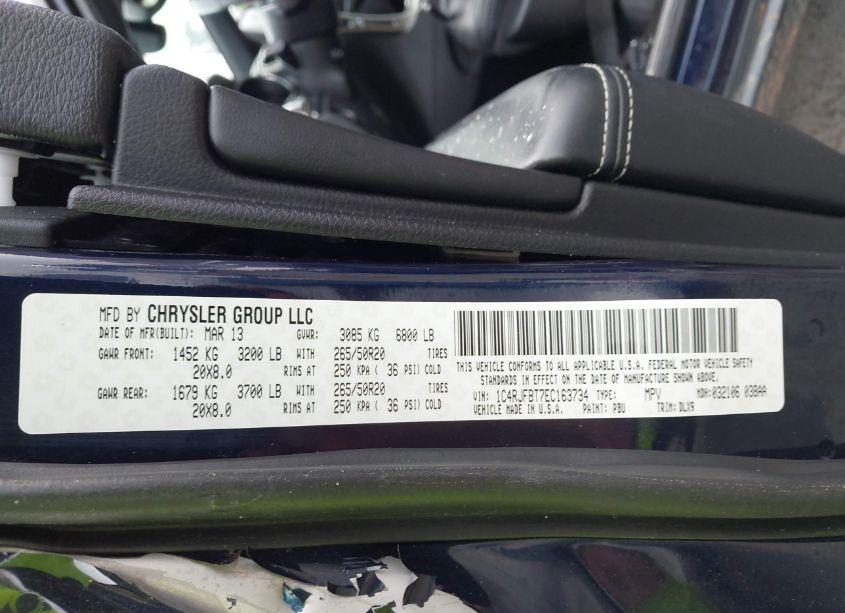 MFD BY CHRYSLER GROUP LLC
DATE OF MFR(BUILT): MAR 13 GVWR: 3085 KG 6800 LB
GAWR FRONT: 1452 KG 3200 LB WITH 265/50R20 TIRES
20X8.0 RIMS AT 250 KPA ( 36 PSI) COLD
GAWR REAR: 1679 KG 3700 LB WITH 265/50R20 TIRES
20X8.0 RIMS AT 250 KPA ( 36 PSI) COLD
THIS VEHICLE CONFORMS TO ALL APPLICABLE U.S.A. FEDERAL MOTOR VEHICLE SAFETY
STANDARDS IN EFFECT ON THE DATE OF MANUFACTURE SHOWN ABOVE.
VIN: 1C4RJFBT7EC163734 TYPE: MPV MDH: 032106 038AA
VEHICLE MADE IN U.S.A. PAINT: PBU TRIM: DLX9